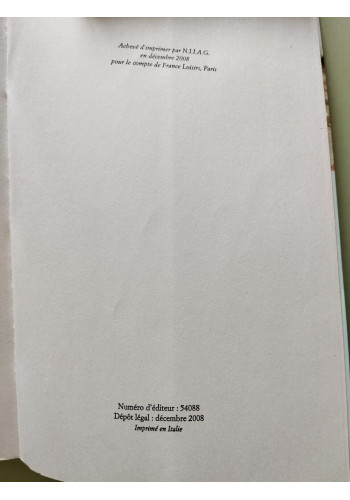 Achevé d'imprimer par N.I.I.A.G.
en décembre 2008
pour le compte de France Loisirs, Paris
Numéro d'éditeur : 54088
Dépôt légal : décembre 2008
Imprimé en Italie